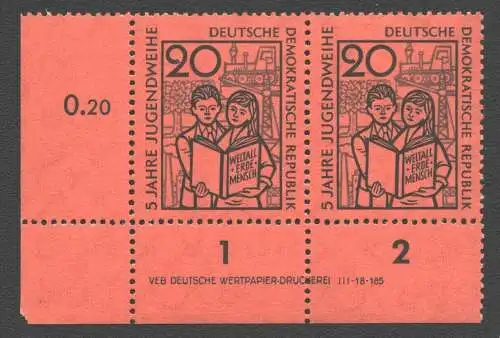 DEUTSCHE
DEMOKRATISCHE REPUBLIK
20
5 JAHRE JUGENDWEIHE
WELTALL
• ERDE •
MENSCH
DEUTSCHE
DEMOKRATISCHE REPUBLIK
20
5 JAHRE JUGENDWEIHE
WELTALL
• ERDE •
MENSCH
0.20
1
2
VEB DEUTSCHE WERTPAPIER-DRUCKEREI III-18-185